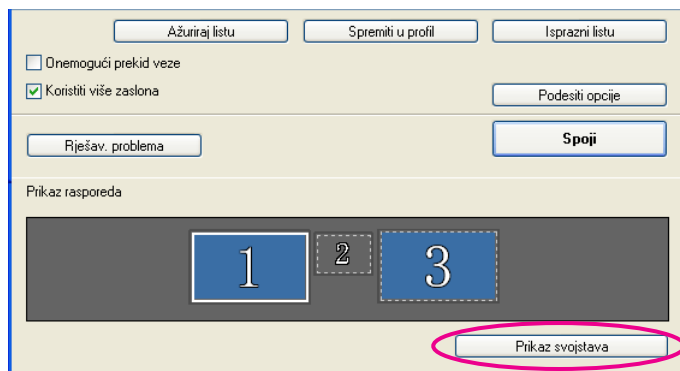 Ažuriraj listu Spremiti u profil Isprazni listu
Onemogući prekid veze
Koristiti više zaslona Podesiti opcije
Rješav. problema Spoji
Prikaz rasporeda
1 2 3
Prikaz svojstava